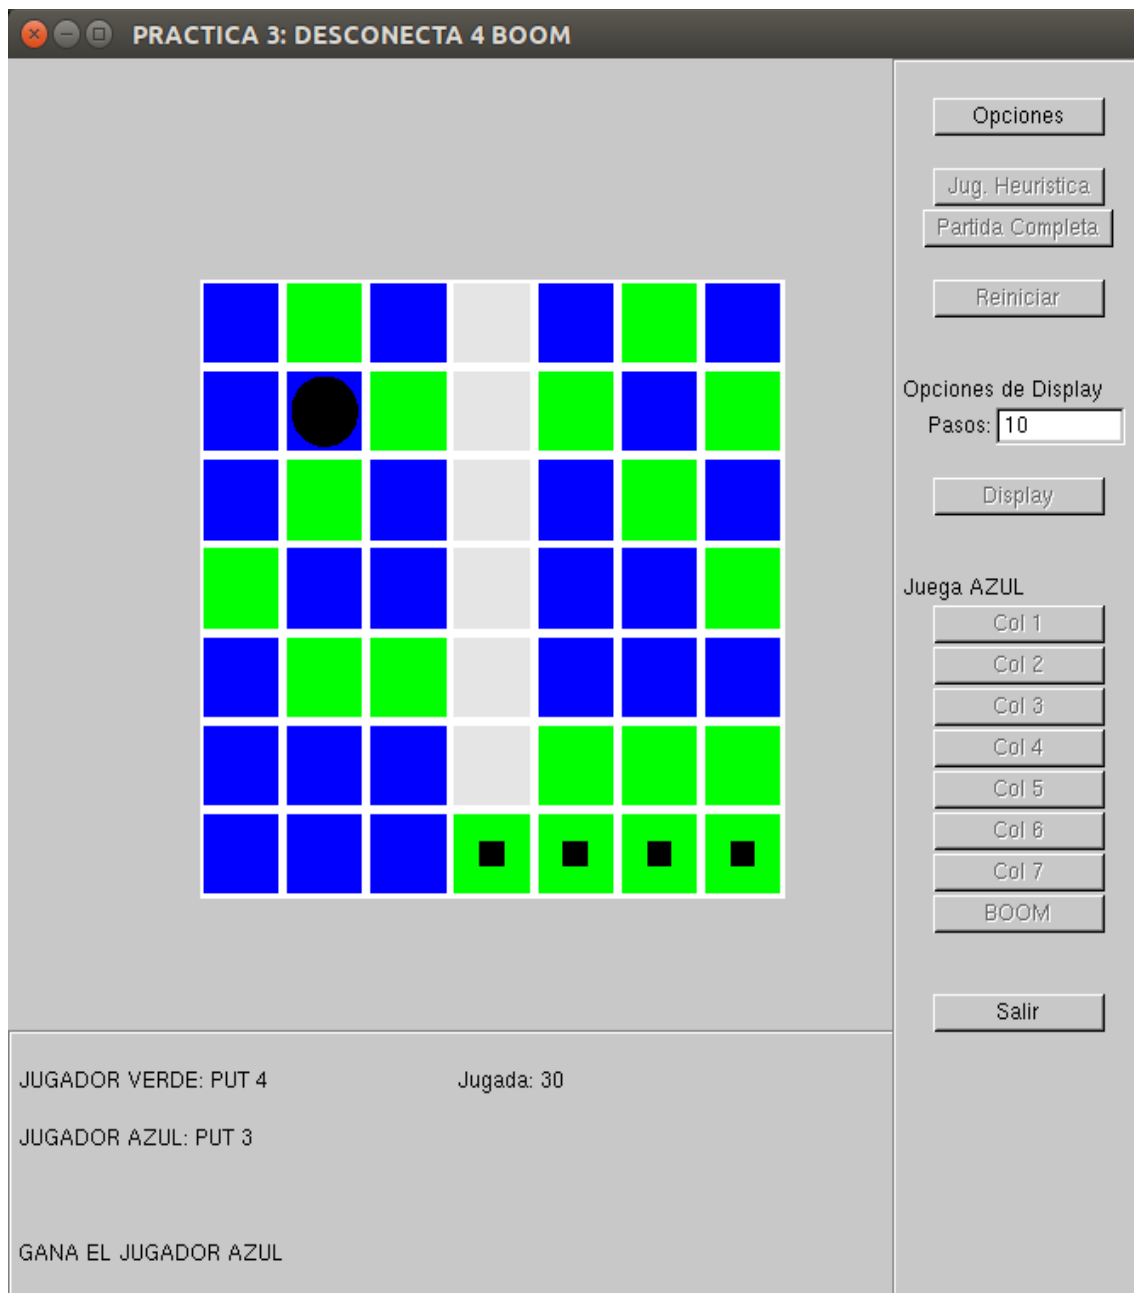 PRACTICA 3: DESCONECTA 4 BOOM
Opciones
Jug. Heuristica
Partida Completa
Reiniciar
Opciones de Display
Pasos: 10
Display
Juega AZUL
Col 1
Col 2
Col 3
Col 4
Col 5
Col 6
Col 7
BOOM
Salir
JUGADOR VERDE: PUT 4 Jugada: 30
JUGADOR AZUL: PUT 3
GANA EL JUGADOR AZUL